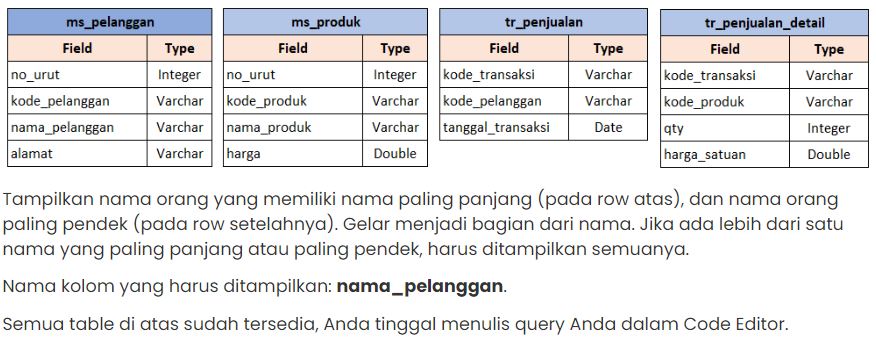 ms_pelanggan
Field Type
no_urut Integer
kode_pelanggan Varchar
nama_pelanggan Varchar
alamat Varchar
ms_produk
Field Type
no_urut Integer
kode_produk Varchar
nama_produk Varchar
harga Double
tr_penjualan
Field Type
kode_transaksi Varchar
kode_pelanggan Varchar
tanggal_transaksi Date
tr_penjualan_detail
Field Type
kode_transaksi Varchar
kode_produk Varchar
qty Integer
harga_satuan Double
Tampilkan nama orang yang memiliki nama paling panjang (pada row atas), dan nama orang
paling pendek (pada row setelahnya). Gelar menjadi bagian dari nama. Jika ada lebih dari satu
nama yang paling panjang atau paling pendek, harus ditampilkan semuanya.
Nama kolom yang harus ditampilkan: nama_pelanggan.
Semua table di atas sudah tersedia, Anda tinggal menulis query Anda dalam Code Editor.